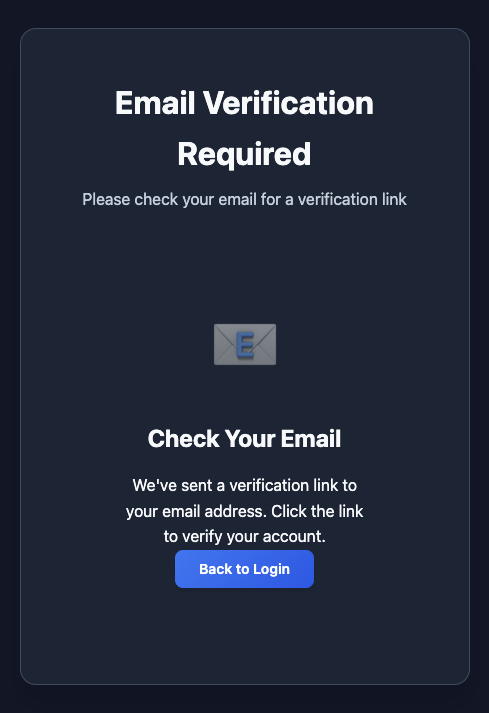 Email Verification
Required
Please check your email for a verification link
E
Check Your Email
We've sent a verification link to
your email address. Click the link
to verify your account.
Back to Login